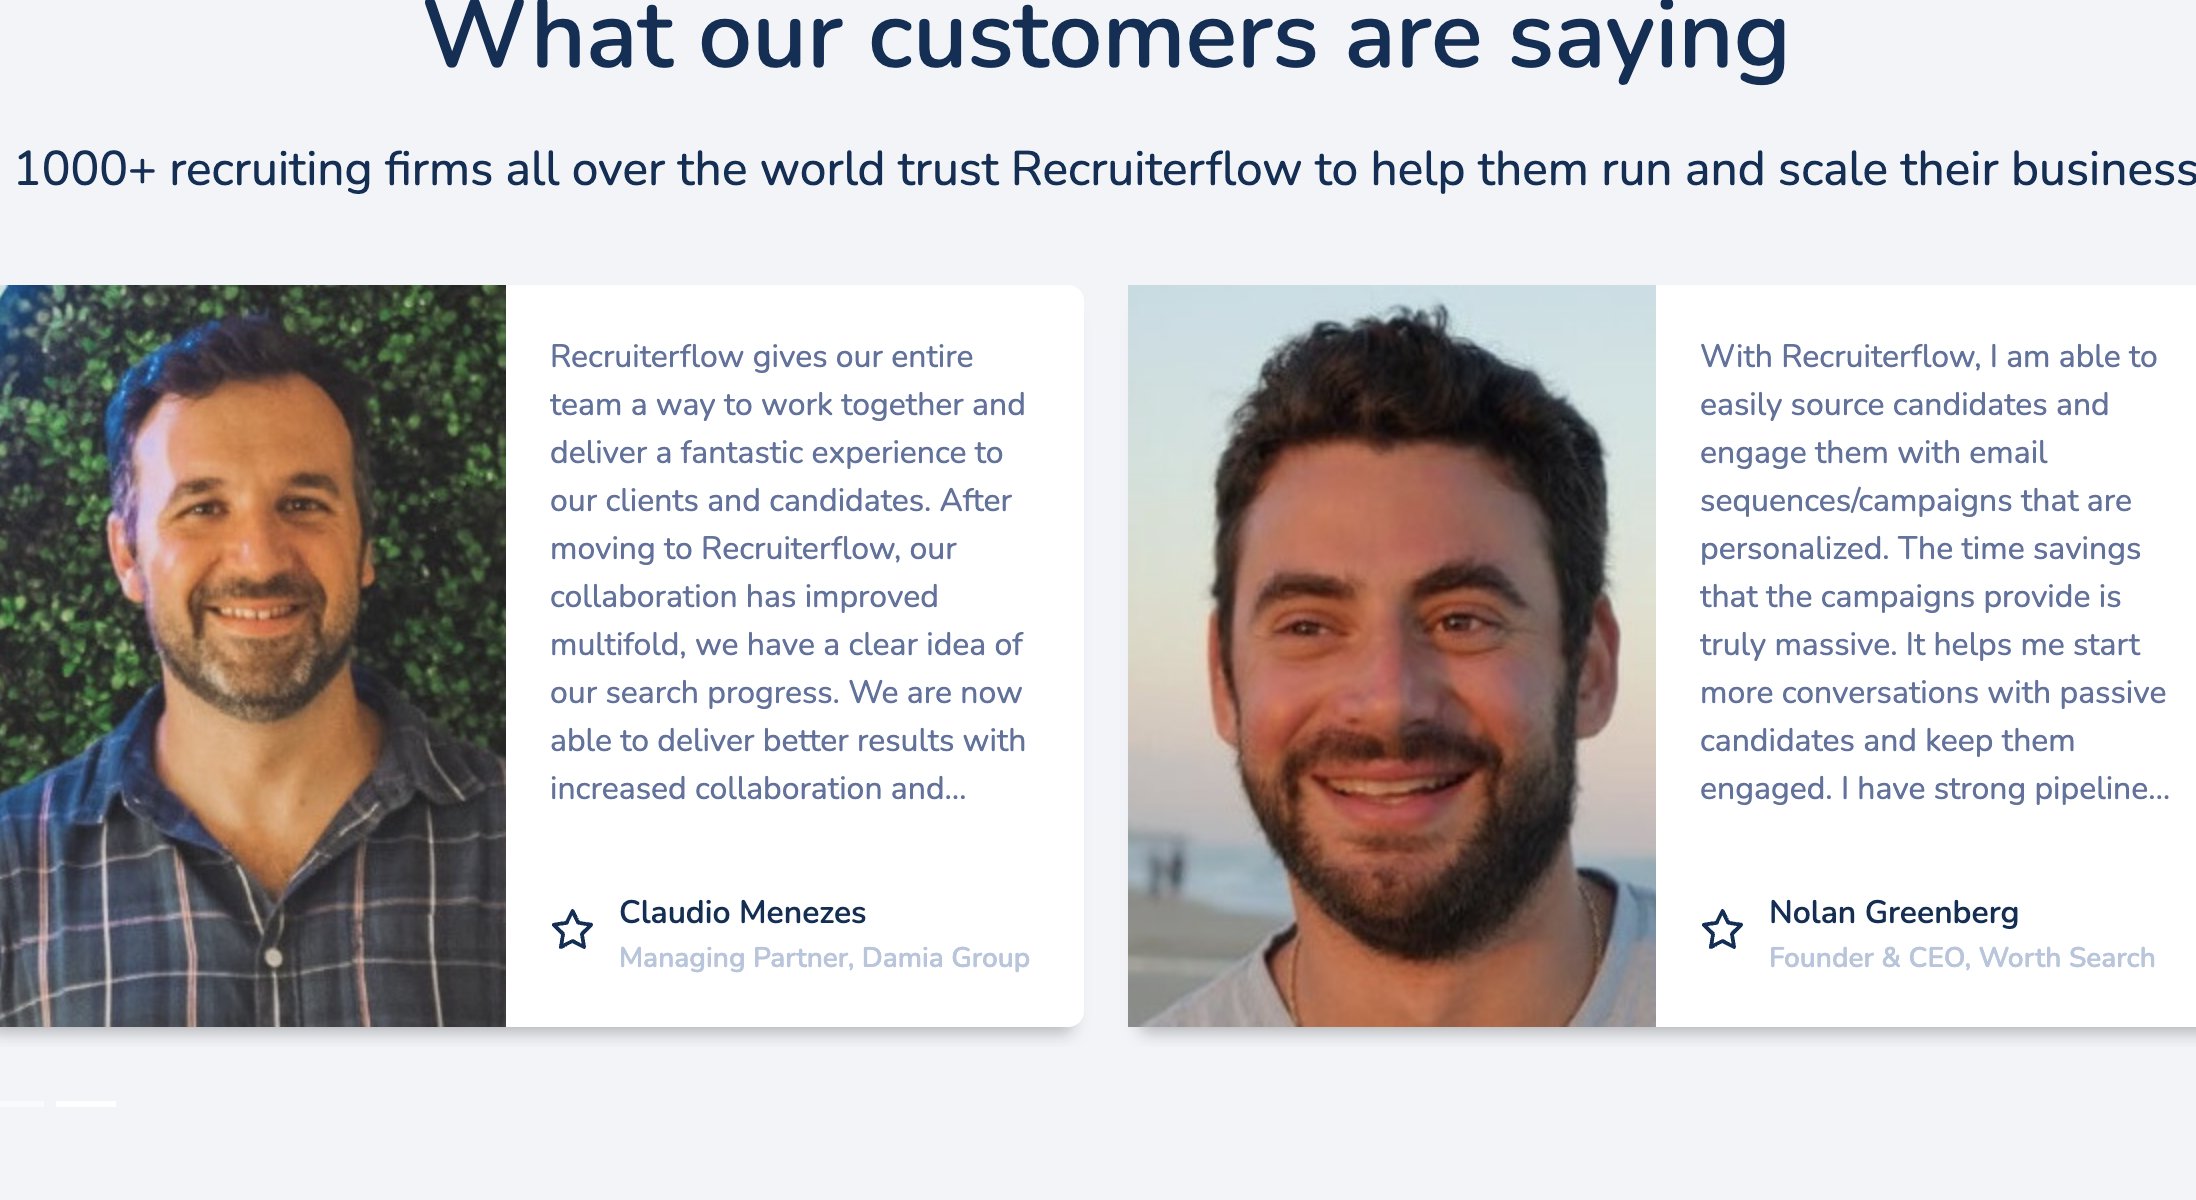 What our customers are saying
1000+ recruiting firms all over the world trust Recruiterflow to help them run and scale their business
Recruiterflow gives our entire
team a way to work together and
deliver a fantastic experience to
our clients and candidates. After
moving to Recruiterflow, our
collaboration has improved
multifold, we have a clear idea of
our search progress. We are now
able to deliver better results with
increased collaboration and...
Claudio Menezes
Managing Partner, Damia Group
With Recruiterflow, I am able to
easily source candidates and
engage them with email
sequences/campaigns that are
personalized. The time savings
that the campaigns provide is
truly massive. It helps me start
more conversations with passive
candidates and keep them
engaged. I have strong pipeline...
Nolan Greenberg
Founder & CEO, Worth Search